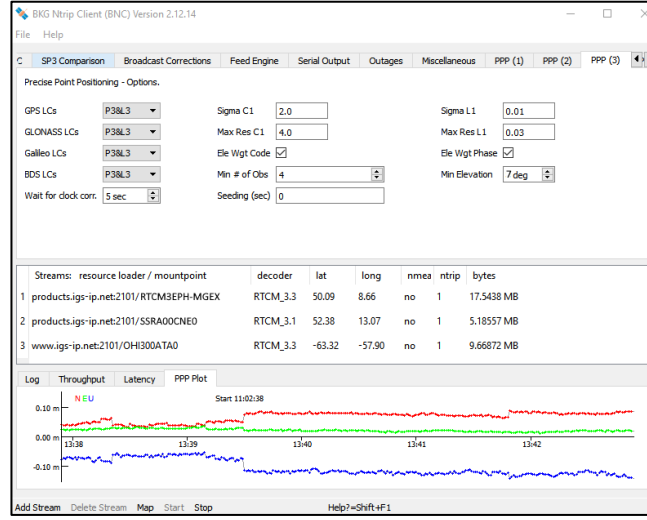 BKG Ntrip Client (BNC) Version 2.12.14
File Help
C SP3 Comparison Broadcast Corrections Feed Engine Serial Output Outages Miscellaneous PPP (1) PPP (2) PPP (3)
Precise Point Positioning - Options.
GPS LCs P3&L3 Sigma C1 2.0 Sigma L1 0.01
GLONASS LCs P3&L3 Max Res C1 4.0 Max Res L1 0.03
Galileo LCs P3&L3 Ele Wgt Code Ele Wgt Phase
BDS LCs P3&L3 Min # of Obs 4 Min Elevation 7 deg
Wait for clock corr. 5 sec Seeding (sec) 0
Streams: resource loader / mountpoint decoder lat long nmea ntrip bytes
1 products.igs-ip.net:2101/RTCM3EPH-MGEX RTCM_3.3 50.09 8.66 no 1 17.5438 MB
2 products.igs-ip.net:2101/SSRA00CNE0 RTCM_3.1 52.38 13.07 no 1 5.18557 MB
3 www.igs-ip.net:2101/OHI300ATA0 RTCM_3.3 -63.32 -57.90 no 1 9.66872 MB
Log Throughput Latency PPP Plot
N E U Start 11:02:38
0.10 m
0.00 m
13:38 13:39 13:40 13:41 13:42
-0.10 m
Add Stream Delete Stream Map Start Stop Help?=Shift+F1